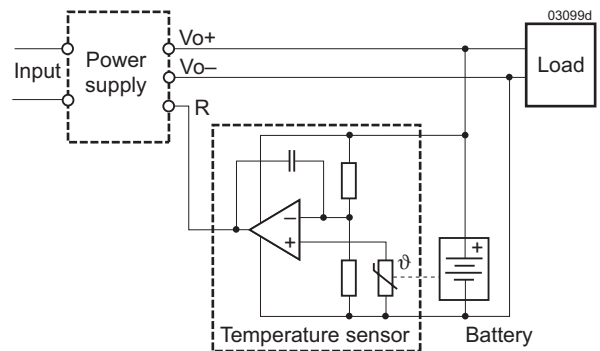 03099d
Vo+
Input
Power
supply
Vo–
Load
R
–
+
ϑ
+
Temperature sensor
Battery